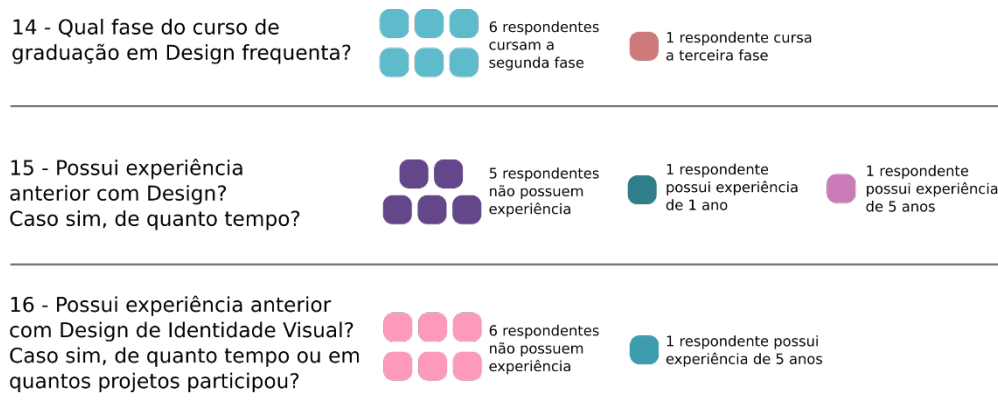 14 - Qual fase do curso de
graduação em Design frequenta?
6 respondentes
cursam a
segunda fase
1 respondente cursa
a terceira fase
15 - Possui experiência
anterior com Design?
Caso sim, de quanto tempo?
5 respondentes
não possuem
experiência
1 respondente
possui experiência
de 1 ano
1 respondente
possui experiência
de 5 anos
16 - Possui experiência anterior
com Design de Identidade Visual?
Caso sim, de quanto tempo ou em
quantos projetos participou?
6 respondentes
não possuem
experiência
1 respondente possui
experiência de 5 anos